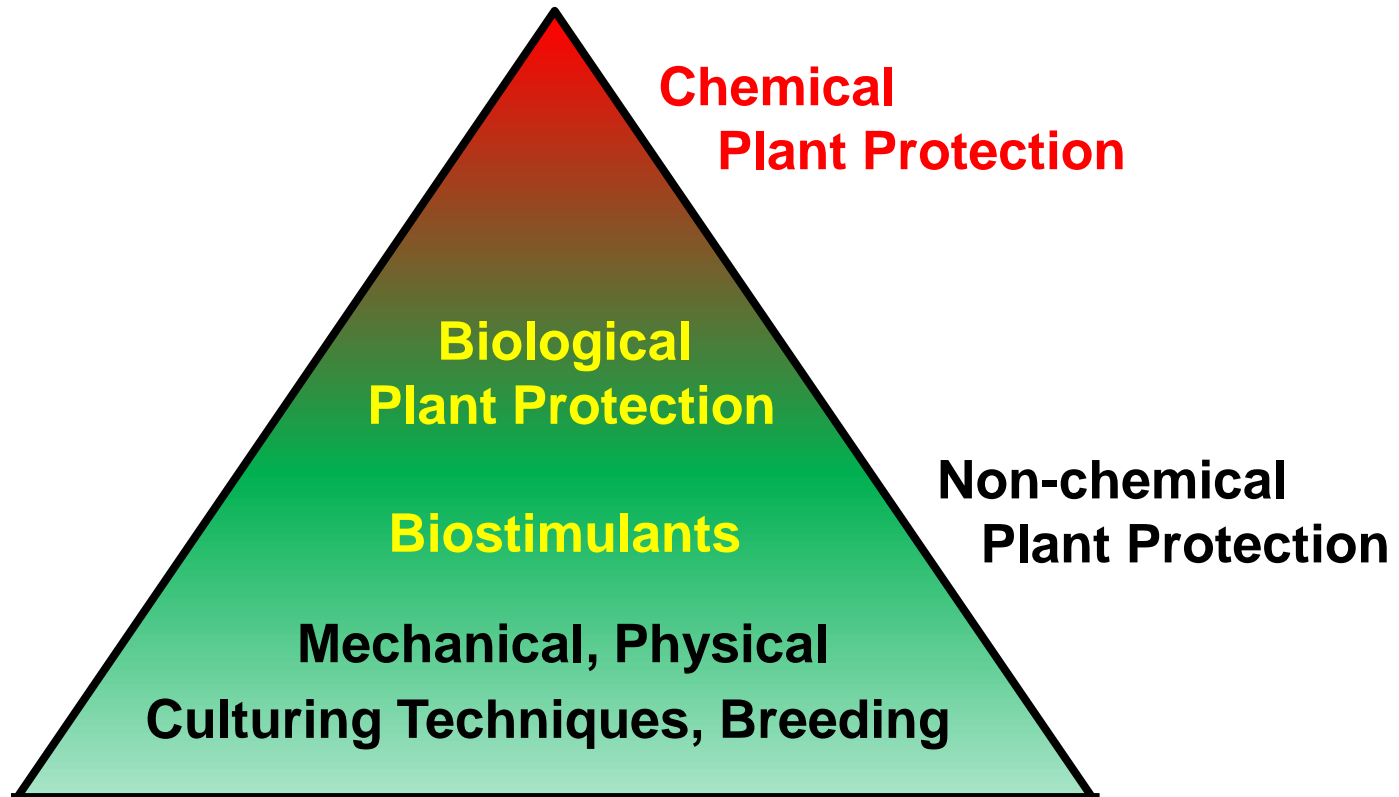 Chemical
Plant Protection
Biological
Plant Protection
Non-chemical
Plant Protection
Biostimulants
Mechanical, Physical
Culturing Techniques, Breeding